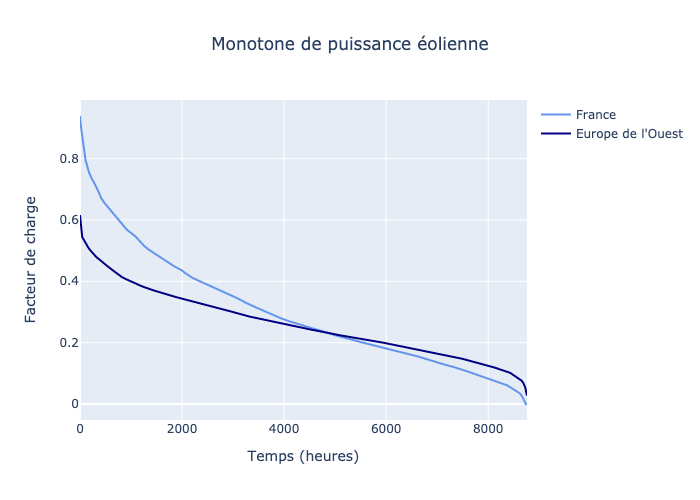 Monotone de puissance éolienne
France
Europe de l'Ouest
Facteur de charge
0.8
0.6
0.4
0.2
0
0
2000
4000
6000
8000
Temps (heures)